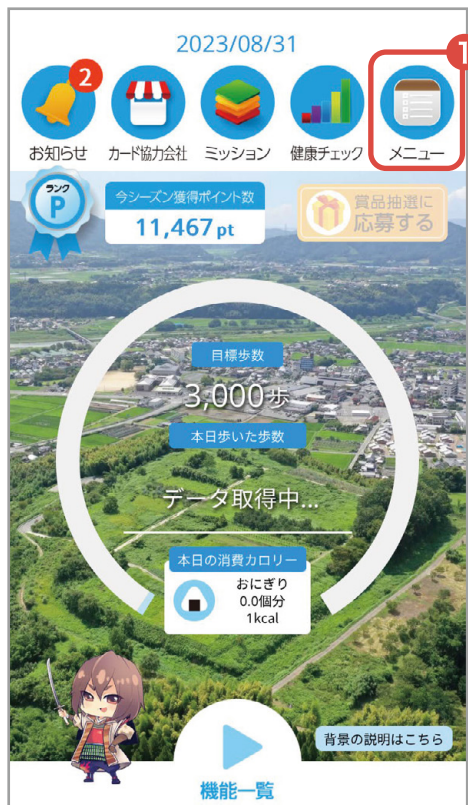 2023/08/31
1
2
お知らせ
カード協力会社
ミッション
健康チェック
メニュー
ランク
P
今シーズン獲得ポイント数
11,467 pt
賞品抽選に
応募する
目標歩数
3,000歩
本日歩いた歩数
データ取得中...
本日の消費カロリー
おにぎり
0.0個分
1kcal
背景の説明はこちら
機能一覧